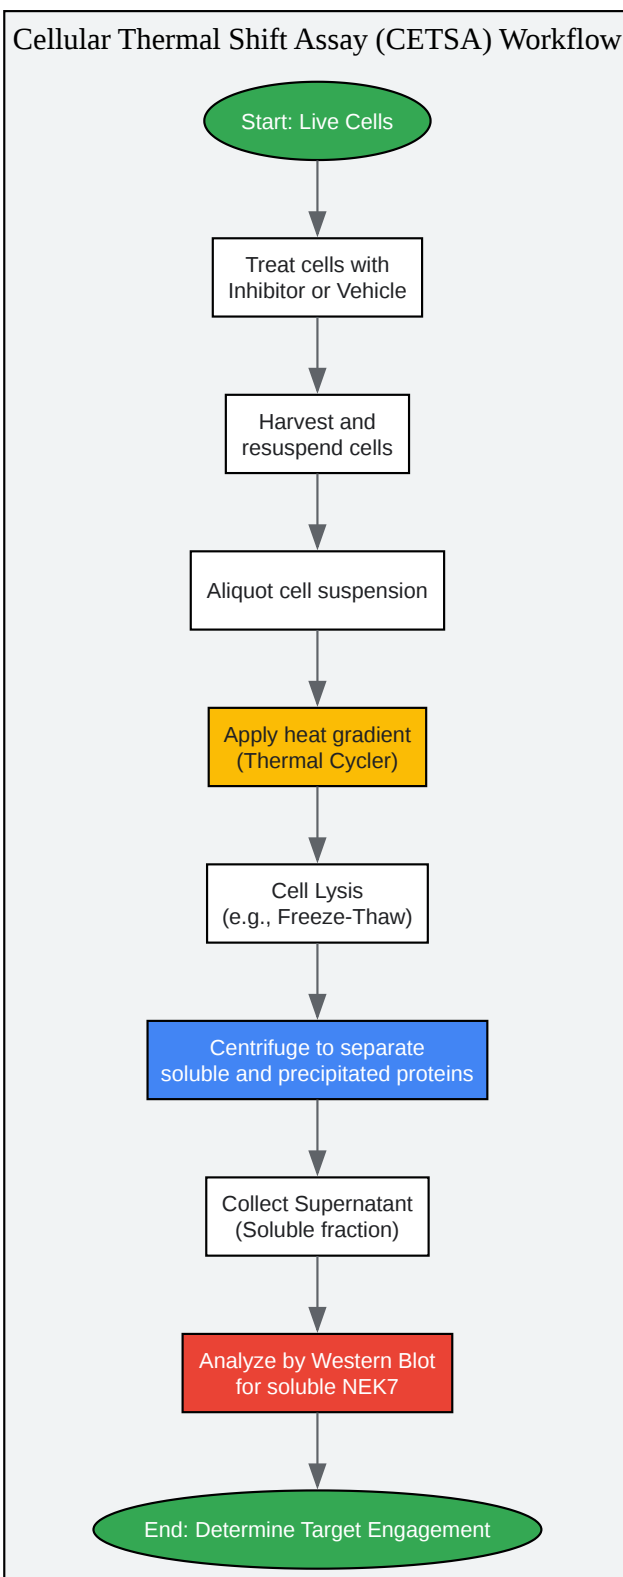 Cellular Thermal Shift Assay (CETSA) Workflow
Start: Live Cells
Treat cells with
Inhibitor or Vehicle
Harvest and
resuspend cells
Aliquot cell suspension
Apply heat gradient
(Thermal Cycler)
Cell Lysis
(e.g., Freeze-Thaw)
Centrifuge to separate
soluble and precipitated proteins
Collect Supernatant
(Soluble fraction)
Analyze by Western Blot
for soluble NEK7
End: Determine Target Engagement